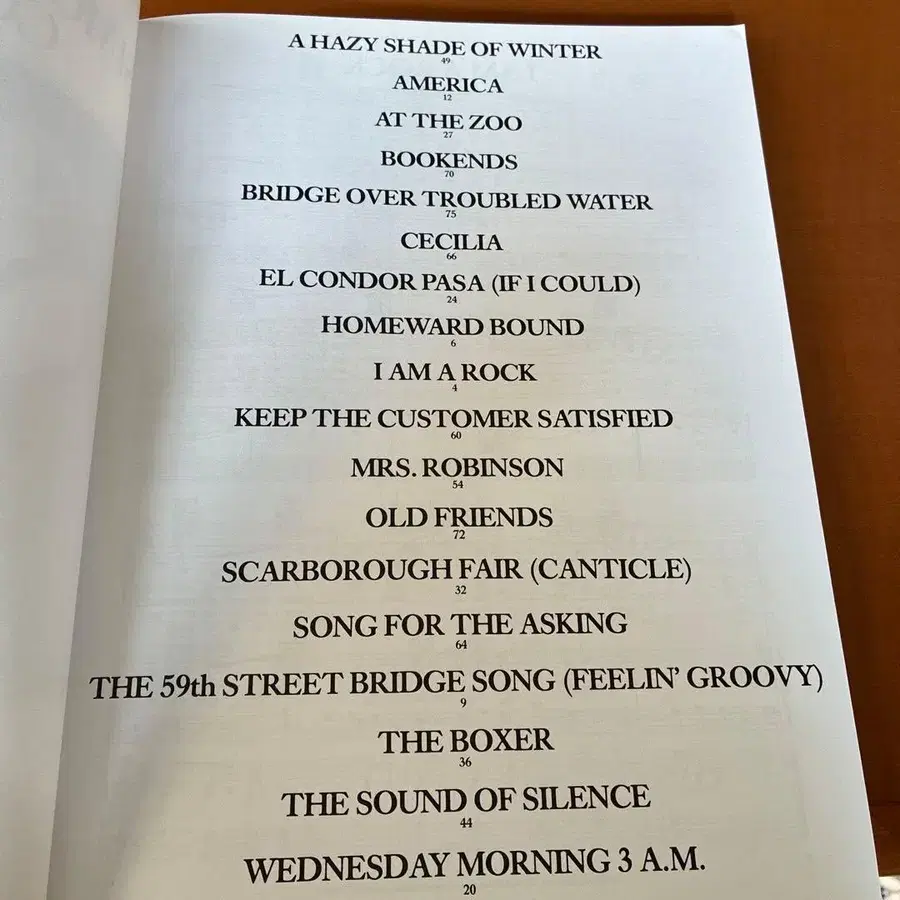 A HAZY SHADE OF WINTER
49
AMERICA
12
AT THE ZOO
27
BOOKENDS
70
BRIDGE OVER TROUBLED WATER
75
CECILIA
66
EL CONDOR PASA (IF I COULD)
24
HOMEWARD BOUND
6
I AM A ROCK
4
KEEP THE CUSTOMER SATISFIED
60
MRS. ROBINSON
54
OLD FRIENDS
72
SCARBOROUGH FAIR (CANTICLE)
32
SONG FOR THE ASKING
64
THE 59th STREET BRIDGE SONG (FEELIN' GROOVY)
9
THE BOXER
36
THE SOUND OF SILENCE
44
WEDNESDAY MORNING 3 A.M.
20